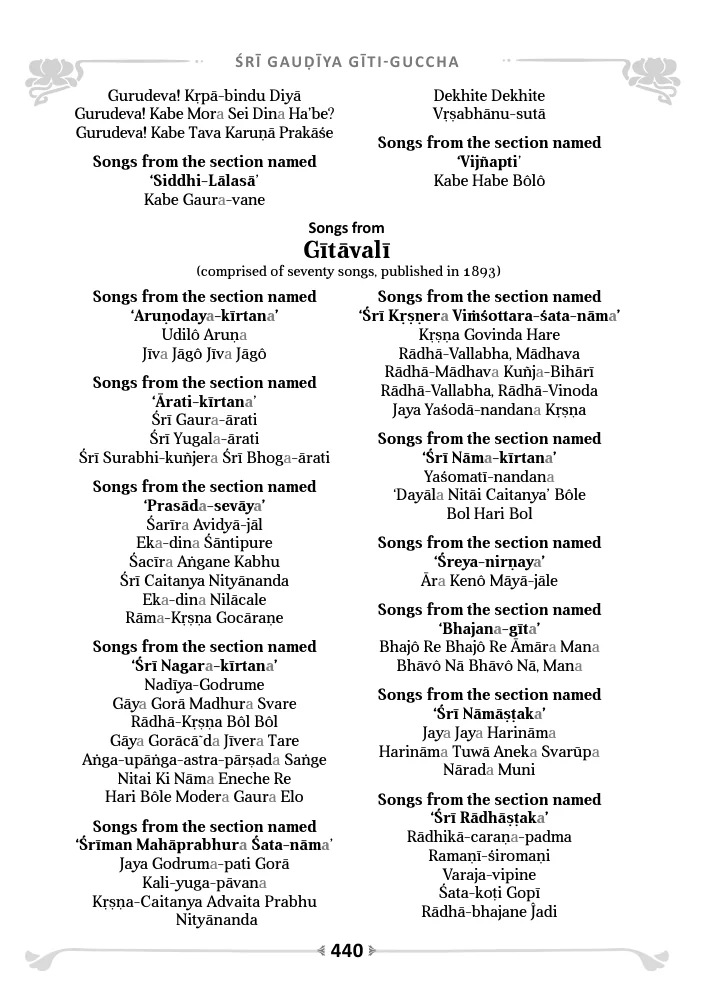 ŚRĪ GAUḌĪYA GĪTI-GUCCHA
Gurudeva! Kṛpā-bindu Diyā
Gurudeva! Kabe Mora Sei Dina Ha'be?
Gurudeva! Kabe Tava Karuṇā Prakāśe
Songs from the section named
‘Siddhi-Lālasā’
Kabe Gaura-vane
Dekhite Dekhite
Vṛṣabhānu-sutā
Songs from the section named
‘Vijñapti’
Kabe Habe Bôlô
Songs from
Gītāvalī
(comprised of seventy songs, published in 1893)
Songs from the section named
‘Aruṇodaya-kīrtana’
Udilô Aruṇa
Jīva Jāgô Jīva Jāgô
Songs from the section named
‘Ārati-kīrtana’
Śrī Gaura-ārati
Śrī Yugala-ārati
Śrī Surabhi-kuñjera Śrī Bhoga-ārati
Songs from the section named
‘Prasāda-sevāya’
Śarīra Avidyā-jāl
Eka-dina Śāntipure
Śacīra Aṅgane Kabhu
Śrī Caitanya Nityānanda
Eka-dina Nilācale
Rāma-Kṛṣṇa Gocāraṇe
Songs from the section named
‘Śrī Nagara-kīrtana’
Nadīya-Godrume
Gāya Gorā Madhura Svare
Rādhā-Kṛṣṇa Bôl Bôl
Gāya Gorācā̃da Jīvera Tare
Aṅga-upāṅga-astra-pārṣada Saṅge
Nitai Ki Nāma Eneche Re
Hari Bôle Modera Gaura Elo
Songs from the section named
‘Śrīman Mahāprabhura Śata-nāma’
Jaya Godruma-pati Gorā
Kali-yuga-pāvana
Kṛṣṇa-Caitanya Advaita Prabhu
Nityānanda
Songs from the section named
‘Śrī Kṛṣṇera Viṁśottara-śata-nāma’
Kṛṣṇa Govinda Hare
Rādhā-Vallabha, Mādhava
Rādhā-Mādhava Kuñja-Bihārī
Rādhā-Vallabha, Rādhā-Vinoda
Jaya Yaśodā-nandana Kṛṣṇa
Songs from the section named
‘Śrī Nāma-kīrtana’
Yaśomatī-nandana
‘Dayāla Nitāi Caitanya’ Bôle
Bol Hari Bol
Songs from the section named
‘Śreya-nirṇaya’
Āra Kenô Māyā-jāle
Songs from the section named
‘Bhajana-gīta’
Bhajô Re Bhajô Re Āmāra Mana
Bhāvô Nā Bhāvô Nā, Mana
Songs from the section named
‘Śrī Nāmāṣṭaka’
Jaya Jaya Harināma
Harināma Tuwā Aneka Svarūpa
Nārada Muni
Songs from the section named
‘Śrī Rādhāṣṭaka’
Rādhikā-caraṇa-padma
Ramaṇī-śiromaṇi
Varaja-vipine
Śata-koṭi Gopī
Rādhā-bhajane Ĵadi
440